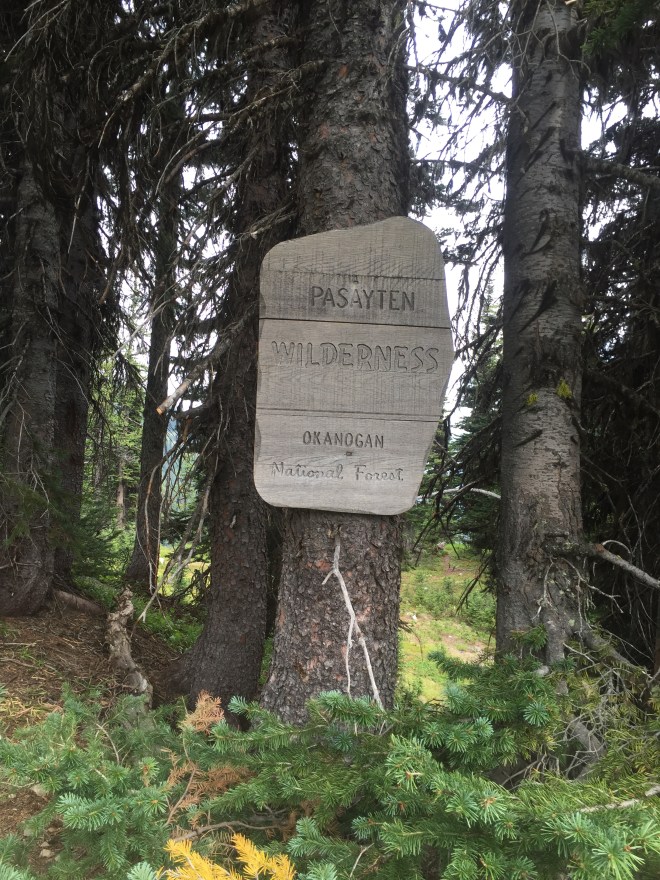 PASAYTEN
WILDERNESS
OKANOGAN
National Forest